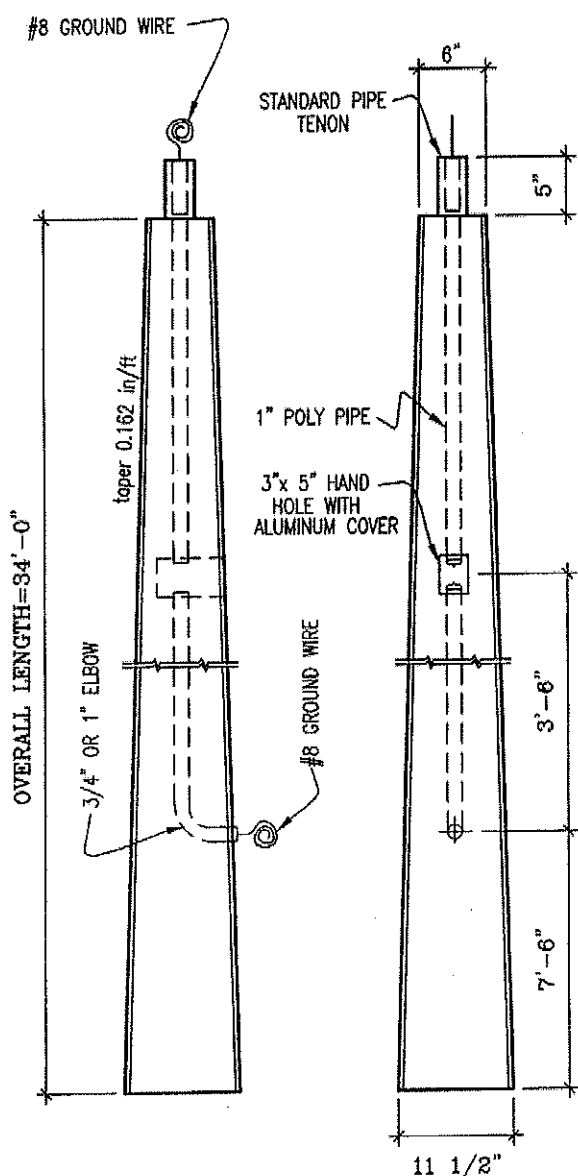 #8 GROUND WIRE
6"
STANDARD PIPE
TENON
5"
taper 0.162 in/ft
1" POLY PIPE
3"x 5" HAND
HOLE WITH
ALUMINUM COVER
OVERALL LENGTH=34'-0"
3/4" OR 1" ELBOW
#8 GROUND WIRE
3'-6"
7'-6"
11 1/2"